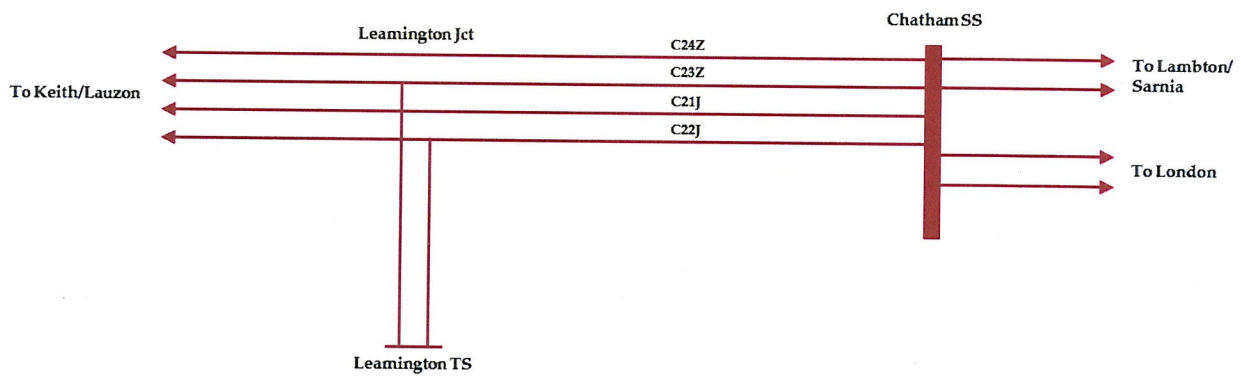 Chatham SS
Leamington Jct
C24Z
C23Z
To Keith/Lauzon
C21J
C22J
To Lambton/
Sarnia
To London
Leamington TS